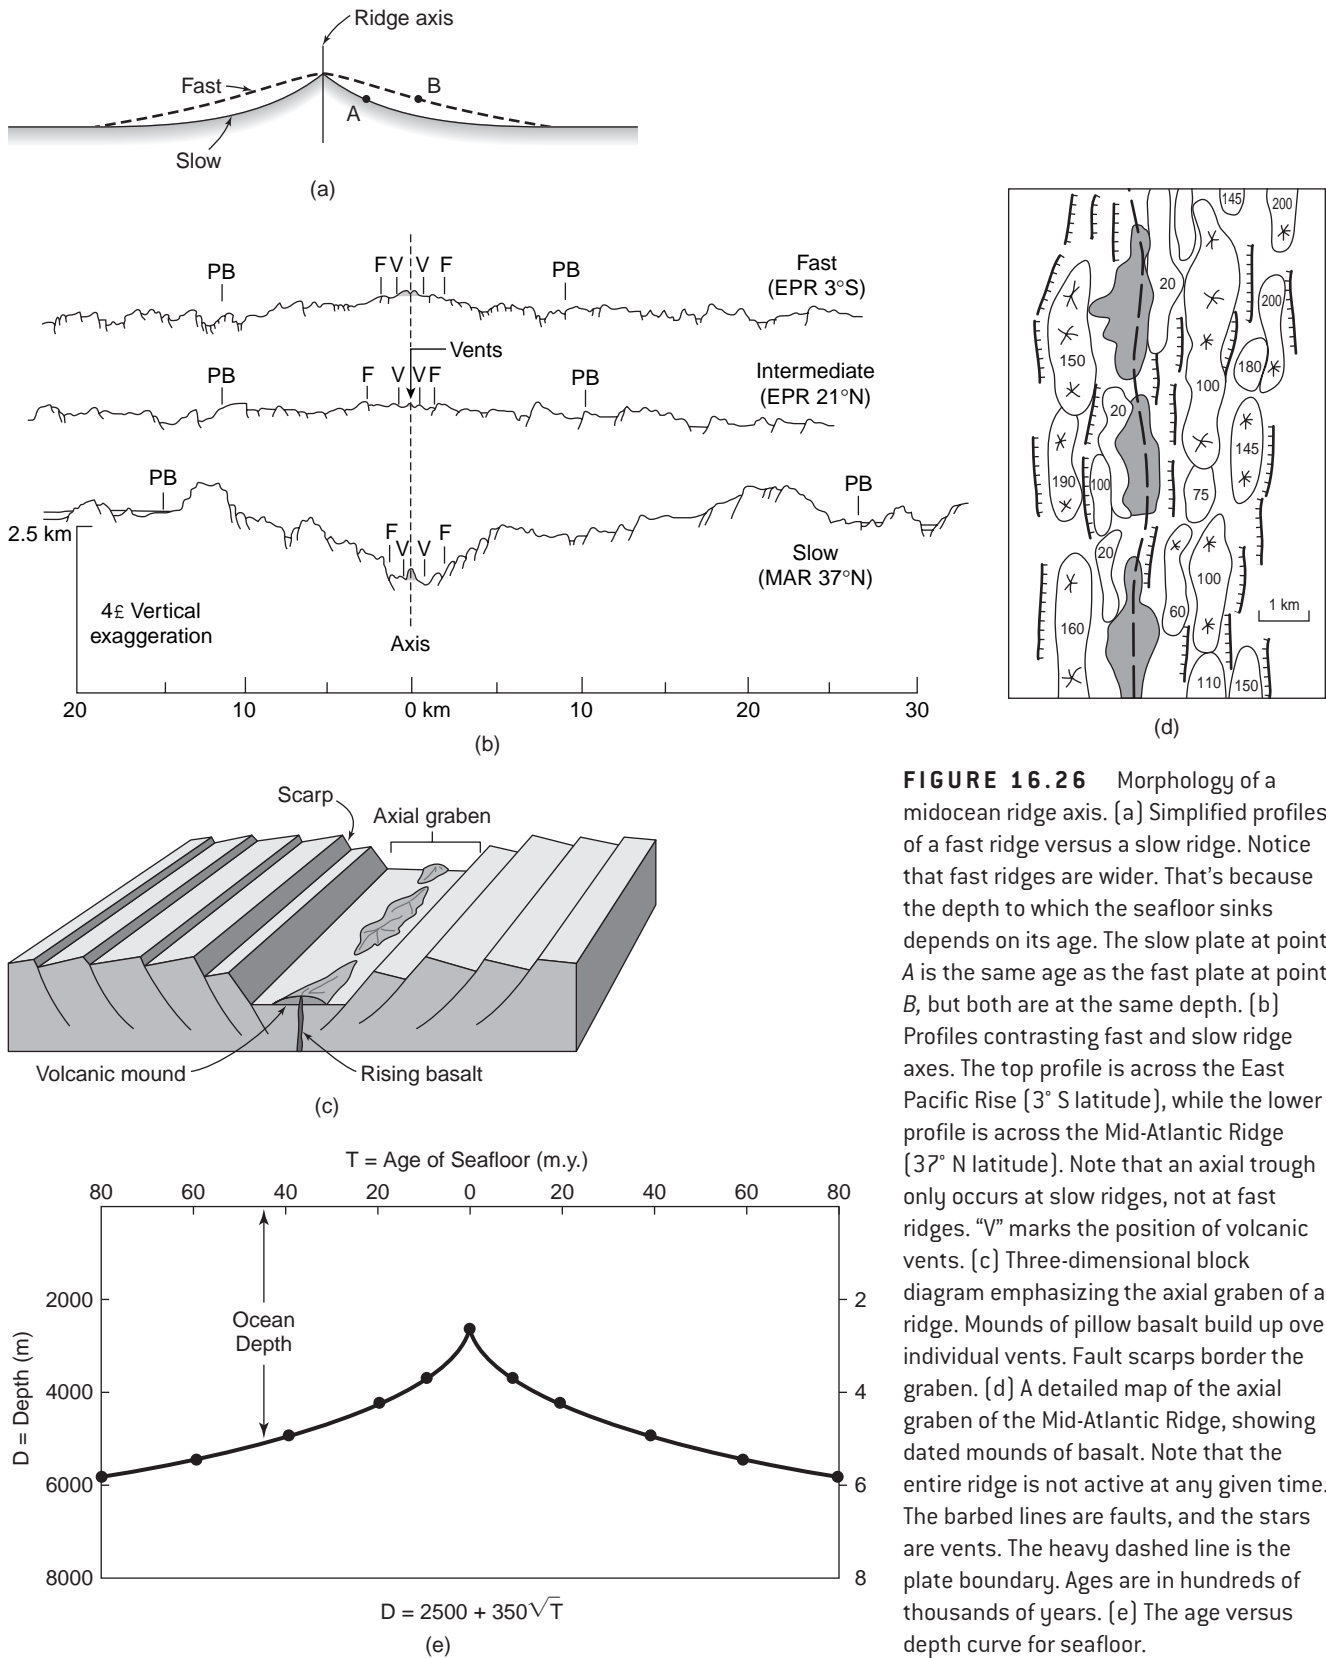 Ridge axis
Fast
B
A
Slow
(a)
PB
F V V F
PB
Fast
(EPR 3°S)
Vents
PB
F V V F
PB
Intermediate
(EPR 21°N)
PB
F V V F
PB
Slow
(MAR 37°N)
2.5 km
4£ Vertical
exaggeration
Axis
20 10 0 km 10 20 30
(b)
145
200
20
200
150
180
100
20
145
190
100
75
20
100
60
1 km
160
110
150
(d)
Scarp
Axial graben
Volcanic mound
Rising basalt
(c)
T = Age of Seafloor (m.y.)
80 60 40 20 0 20 40 60 80
2000 2
Ocean
Depth
4000 4
D = Depth (m)
6000 6
8000 8
D = 2500 + 350√T
(e)
FIGURE 16.26 Morphology of a
midocean ridge axis. (a) Simplified profiles
of a fast ridge versus a slow ridge. Notice
that fast ridges are wider. That's because
the depth to which the seafloor sinks
depends on its age. The slow plate at point
A is the same age as the fast plate at point
B, but both are at the same depth. (b)
Profiles contrasting fast and slow ridge
axes. The top profile is across the East
Pacific Rise (3° S latitude), while the lower
profile is across the Mid-Atlantic Ridge
(37° N latitude). Note that an axial trough
only occurs at slow ridges, not at fast
ridges. “V” marks the position of volcanic
vents. (c) Three-dimensional block
diagram emphasizing the axial graben of a
ridge. Mounds of pillow basalt build up ove
individual vents. Fault scarps border the
graben. (d) A detailed map of the axial
graben of the Mid-Atlantic Ridge, showing
dated mounds of basalt. Note that the
entire ridge is not active at any given time.
The barbed lines are faults, and the stars
are vents. The heavy dashed line is the
plate boundary. Ages are in hundreds of
thousands of years. (e) The age versus
depth curve for seafloor.